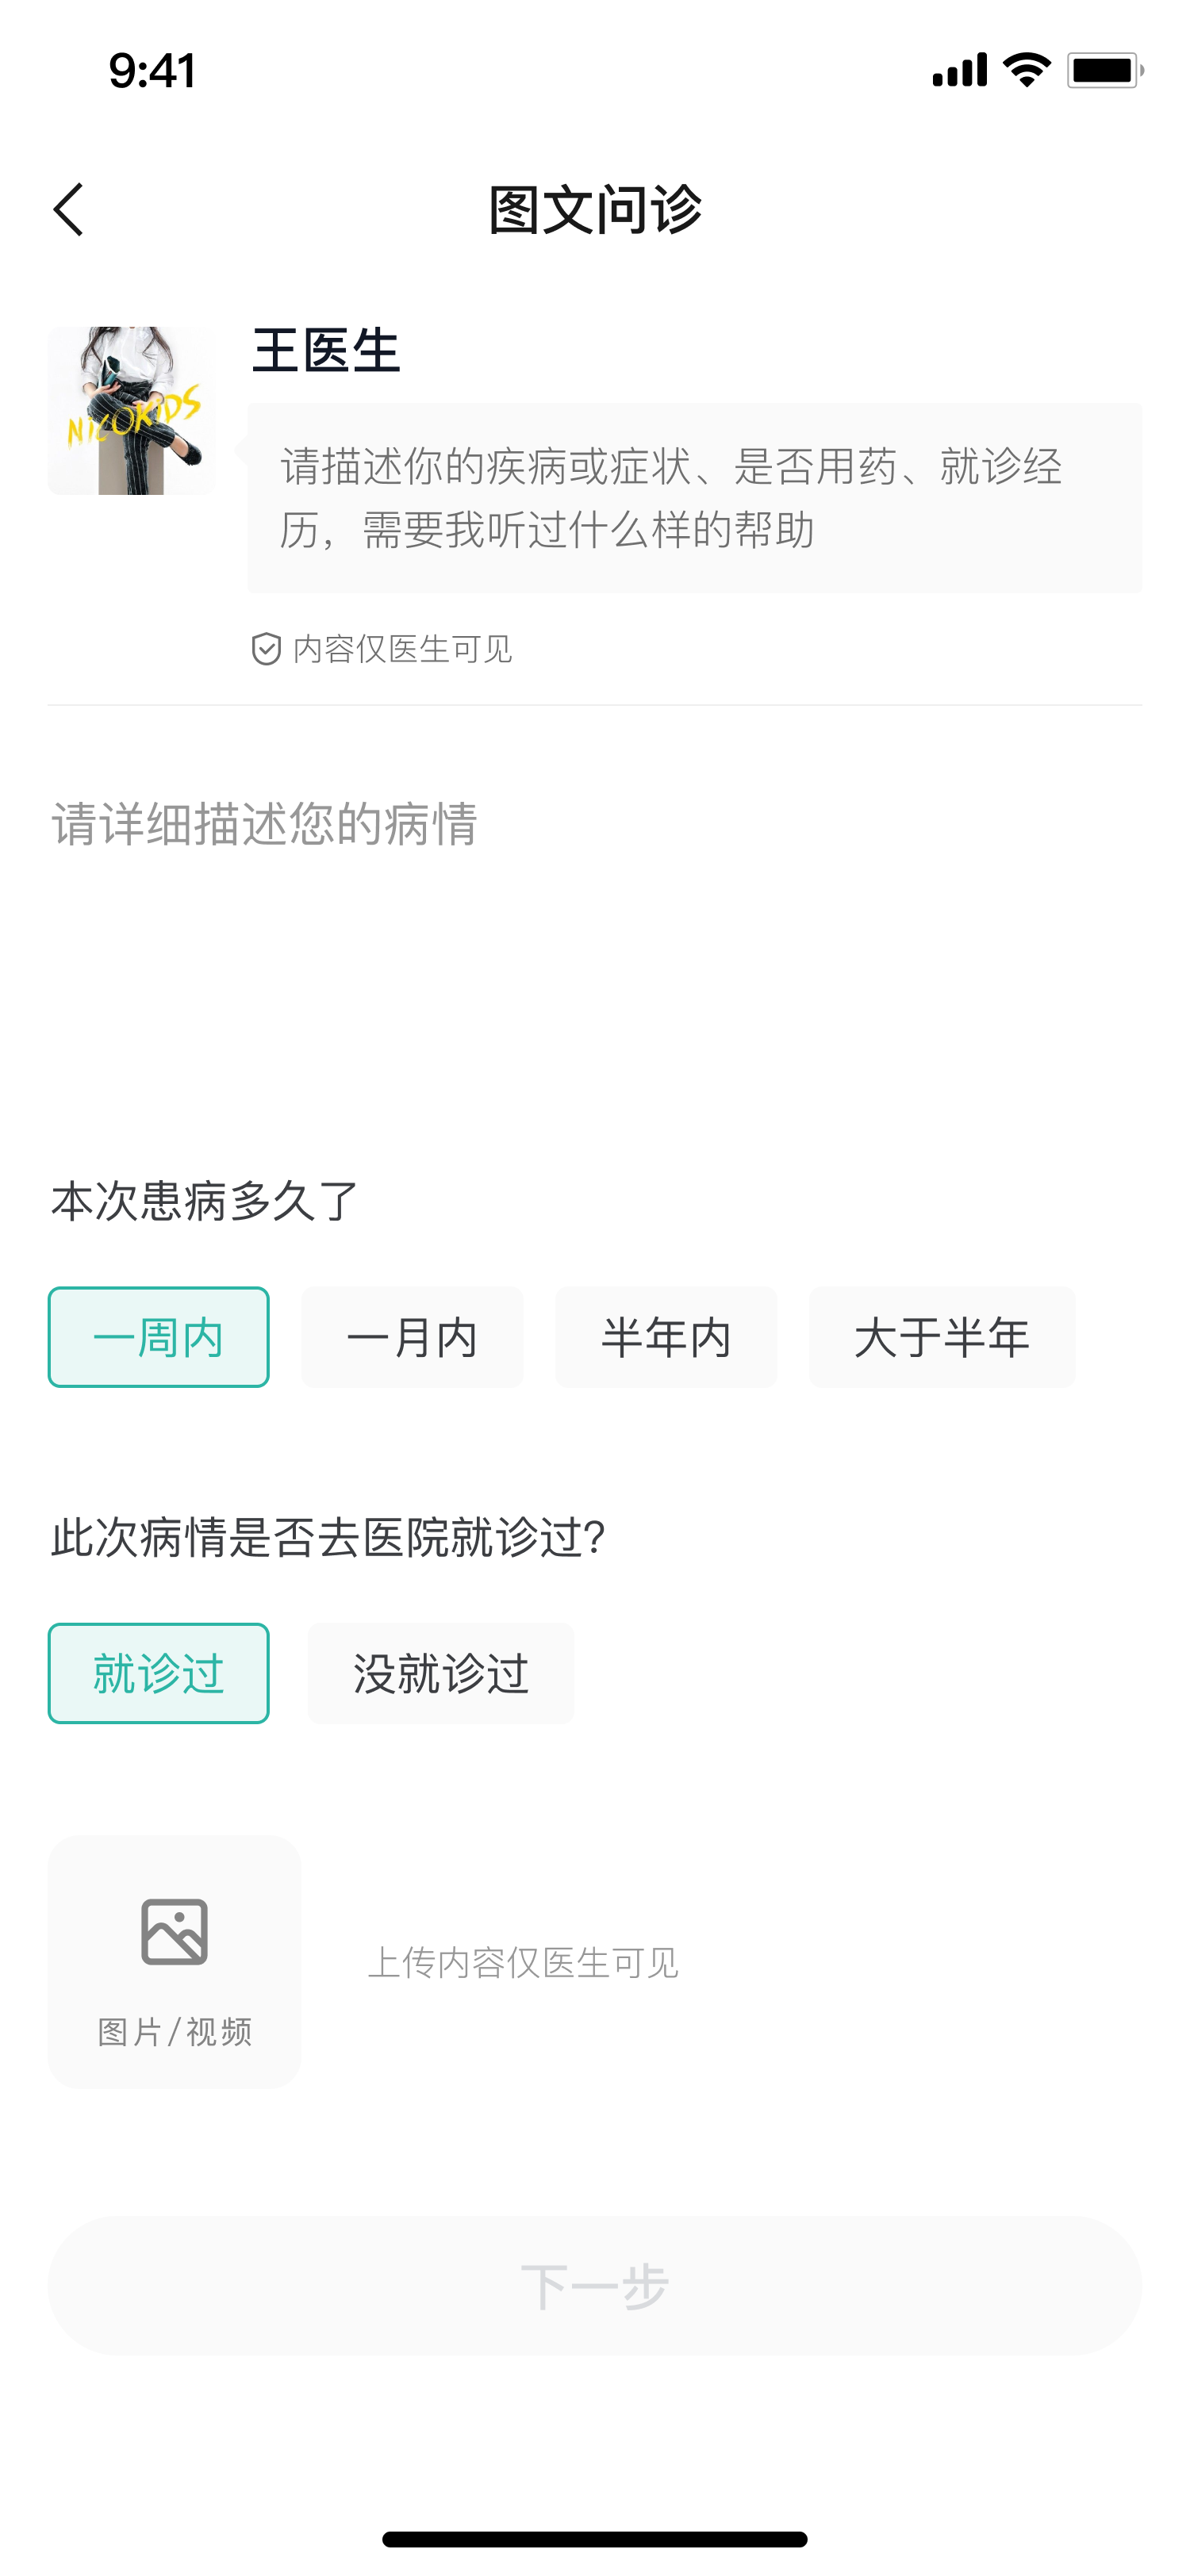 9:41
图文问诊
王医生
NICOKIDS
请描述你的疾病或症状、是否用药、就诊经
历，需要我听过什么样的帮助
内容仅医生可见
请详细描述您的病情
本次患病多久了
一周内 一月内 半年内 大于半年
此次病情是否去医院就诊过?
就诊过 没就诊过
上传内容仅医生可见
图片/视频
下一步